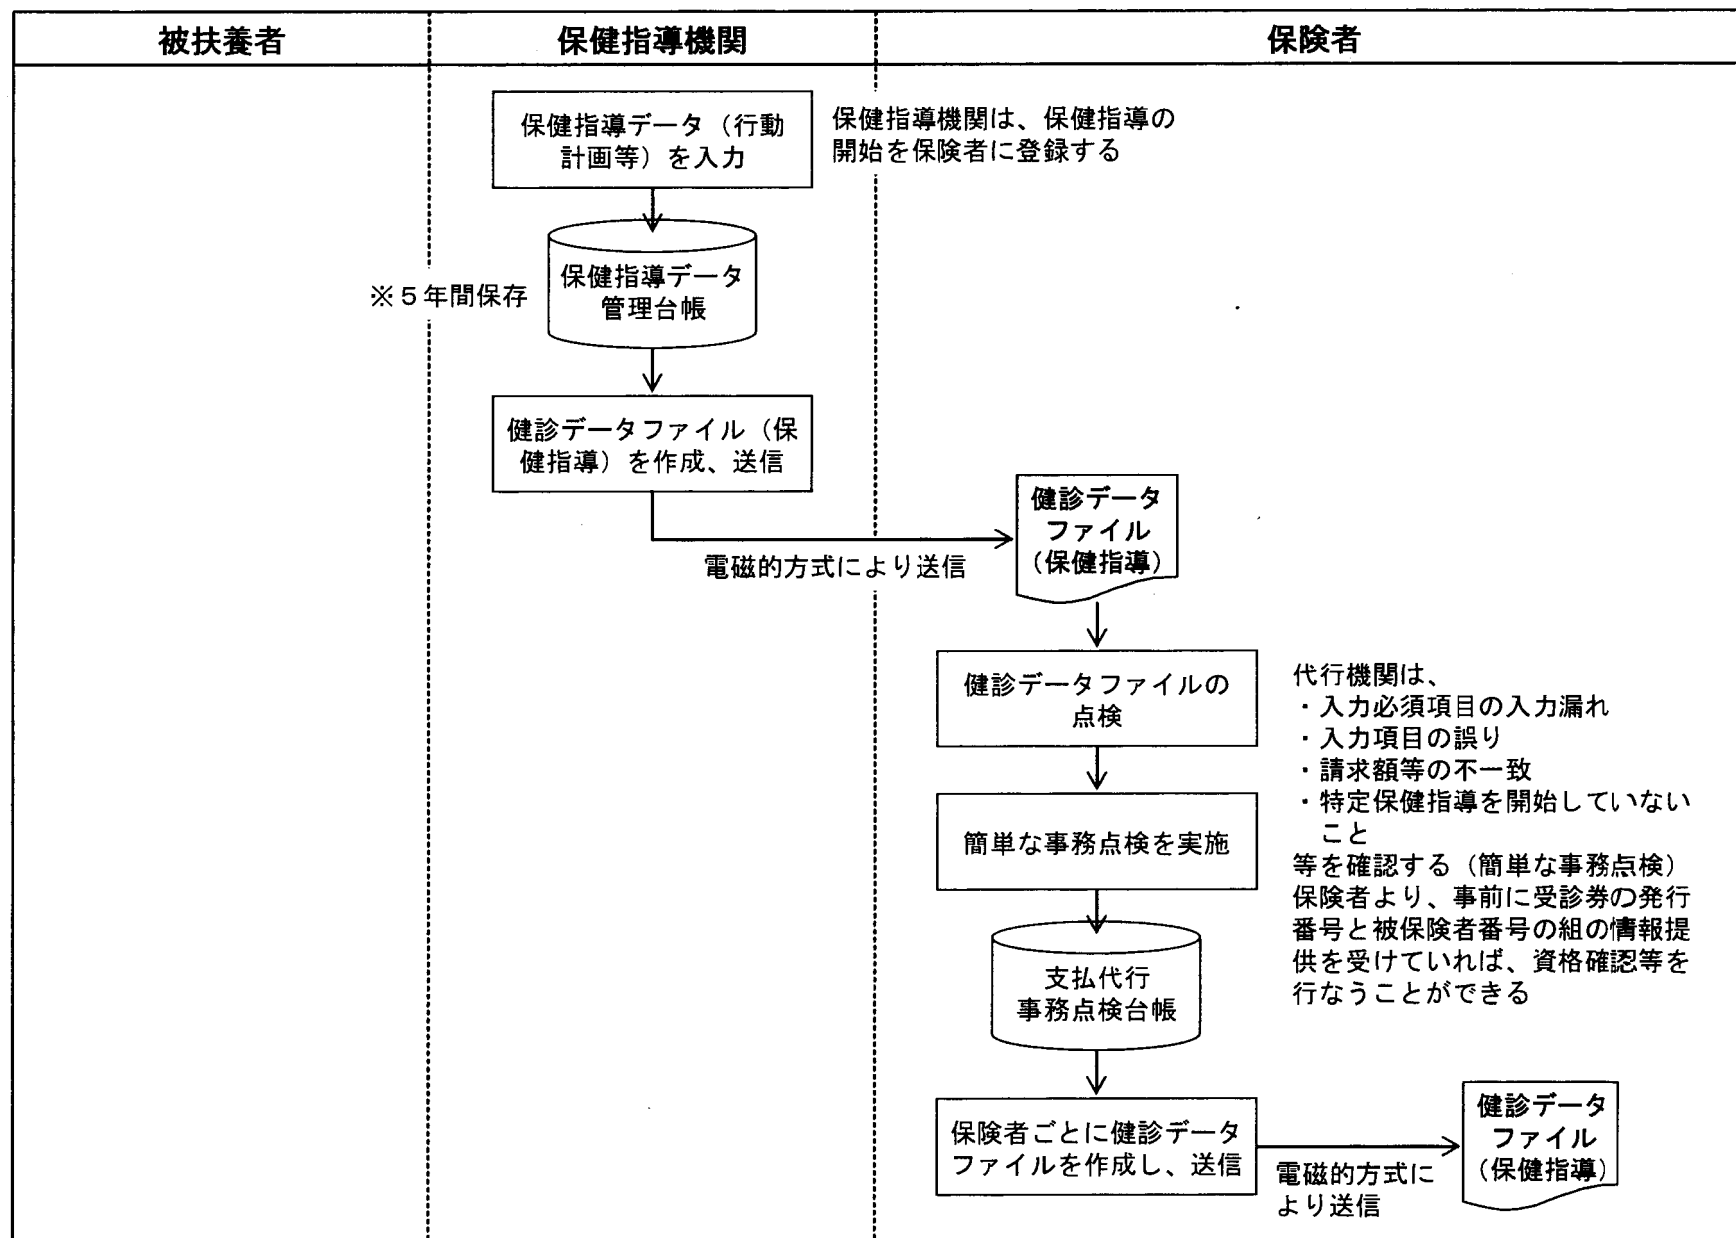 被扶養者
保健指導機関
保険者
保健指導データ（行動
計画等）を入力
保健指導機関は、保健指導の
開始を保険者に登録する
※５年間保存
保健指導データ
管理台帳
健診データファイル（保
健指導）を作成、送信
電磁的方式により送信
健診データ
ファイル
（保健指導）
健診データファイルの
点検
簡単な事務点検を実施
代行機関は、
・入力必須項目の入力漏れ
・入力項目の誤り
・請求額等の不一致
・特定保健指導を開始していない
こと
等を確認する（簡単な事務点検）
保険者より、事前に受診券の発行
番号と被保険者番号の組の情報提
供を受けていれば、資格確認等を
行なうことができる
支払代行
事務点検台帳
保険者ごとに健診データ
ファイルを作成し、送信
電磁的方式に
より送信
健診データ
ファイル
（保健指導）